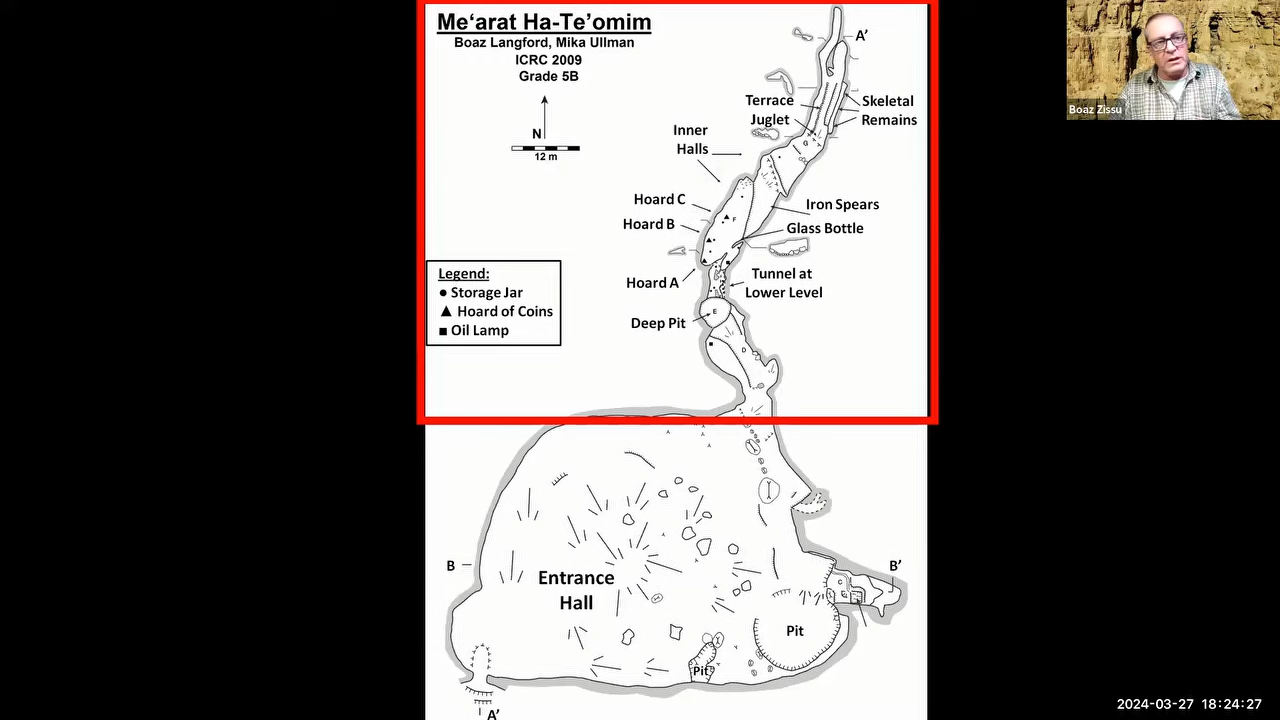 Me‘arat Ha-Te’omim
Boaz Langford, Mika Ullman
ICRC 2009
Grade 5B
N
12 m
A’
Terrace
Juglet
Skeletal
Remains
Inner
Halls
G
Hoard C
Iron Spears
F
Hoard B
Glass Bottle
Legend:
● Storage Jar
▲ Hoard of Coins
■ Oil Lamp
Hoard A
Tunnel at
Lower Level
Deep Pit
E
D
B
B’
C
Entrance
Hall
Pit
Pit
A’
Boaz Zissu
2024-03-27 18:24:27